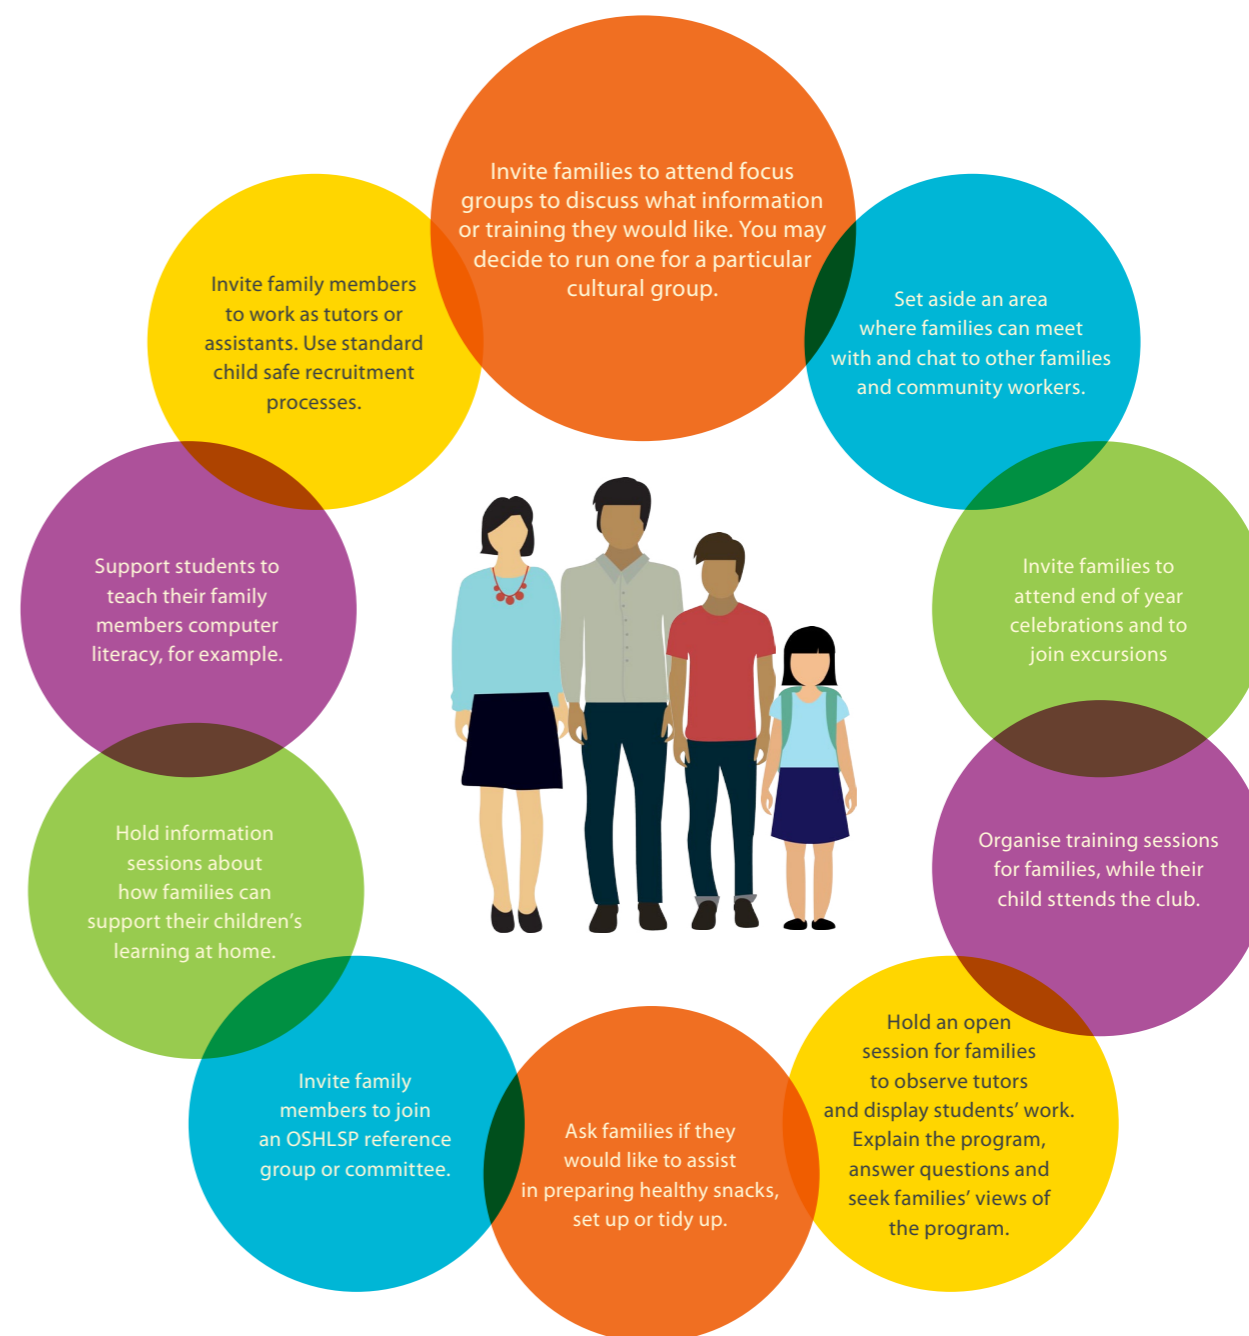 Invite families to attend focus
groups to discuss what information
or training they would like. You may
decide to run one for a particular
cultural group.
Set aside an area
where families can meet
with and chat to other families
and community workers.
Invite families to
attend end of year
celebrations and to
join excursions
Organise training sessions
for families, while their
child sttends the club.
Hold an open
session for families
to observe tutors
and display students’ work.
Explain the program,
answer questions and
seek families’ views of
the program.
Ask families if they
would like to assist
in preparing healthy snacks,
set up or tidy up.
Invite family
members to join
an OSHLSP reference
group or committee.
Hold information
sessions about
how families can
support their children’s
learning at home.
Support students to
teach their family
members computer
literacy, for example.
Invite family members
to work as tutors or
assistants. Use standard
child safe recruitment
processes.